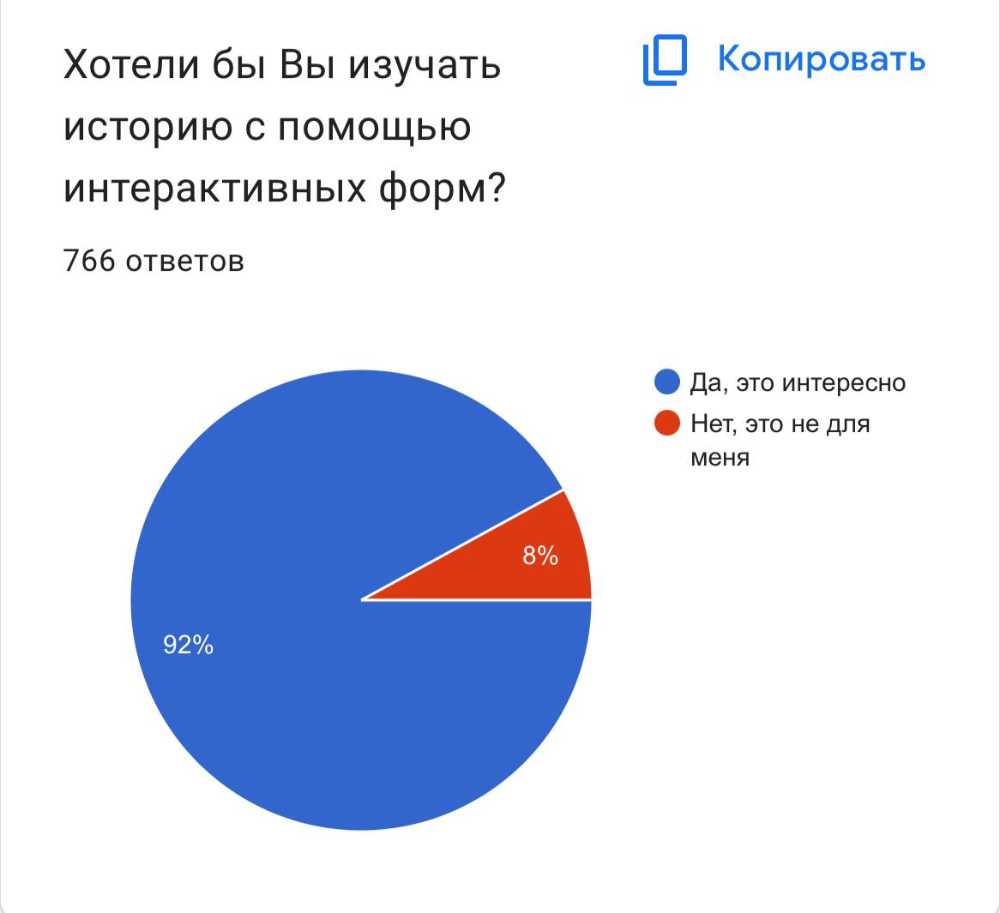 Хотели бы Вы изучать
историю с помощью
интерактивных форм?
Копировать
766 ответов
Да, это интересно
Нет, это не для
меня
8%
92%